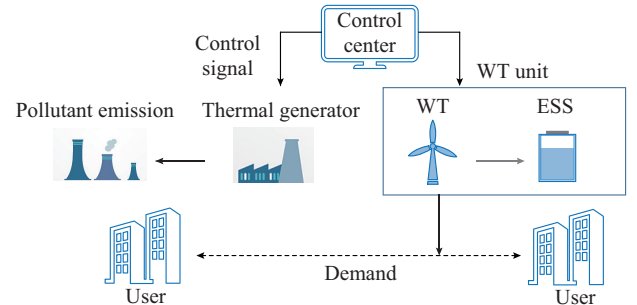 Control
center
Control
signal
WT unit
Pollutant emission
Thermal generator
WT
ESS
Demand
User
User